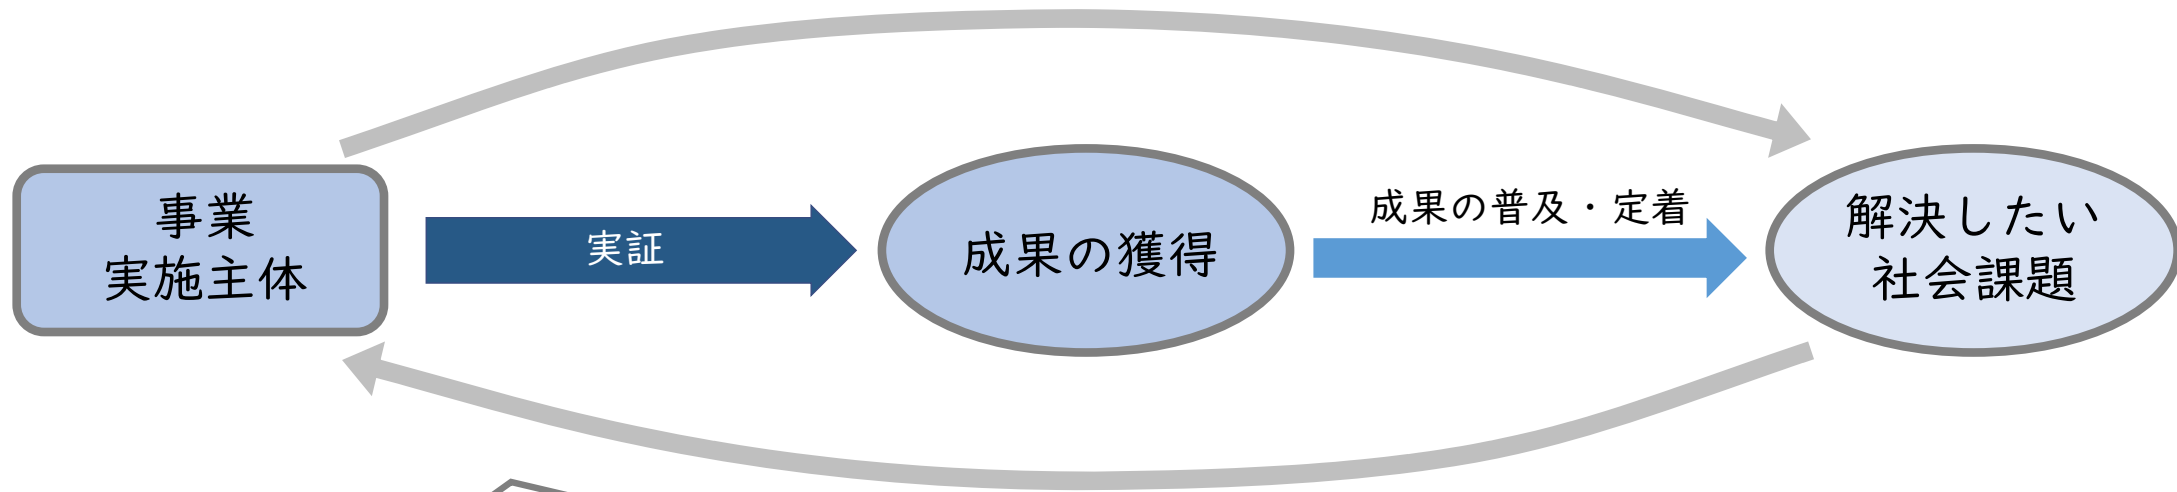 事業
実施主体
実証
成果の獲得
成果の普及・定着
解決したい
社会課題